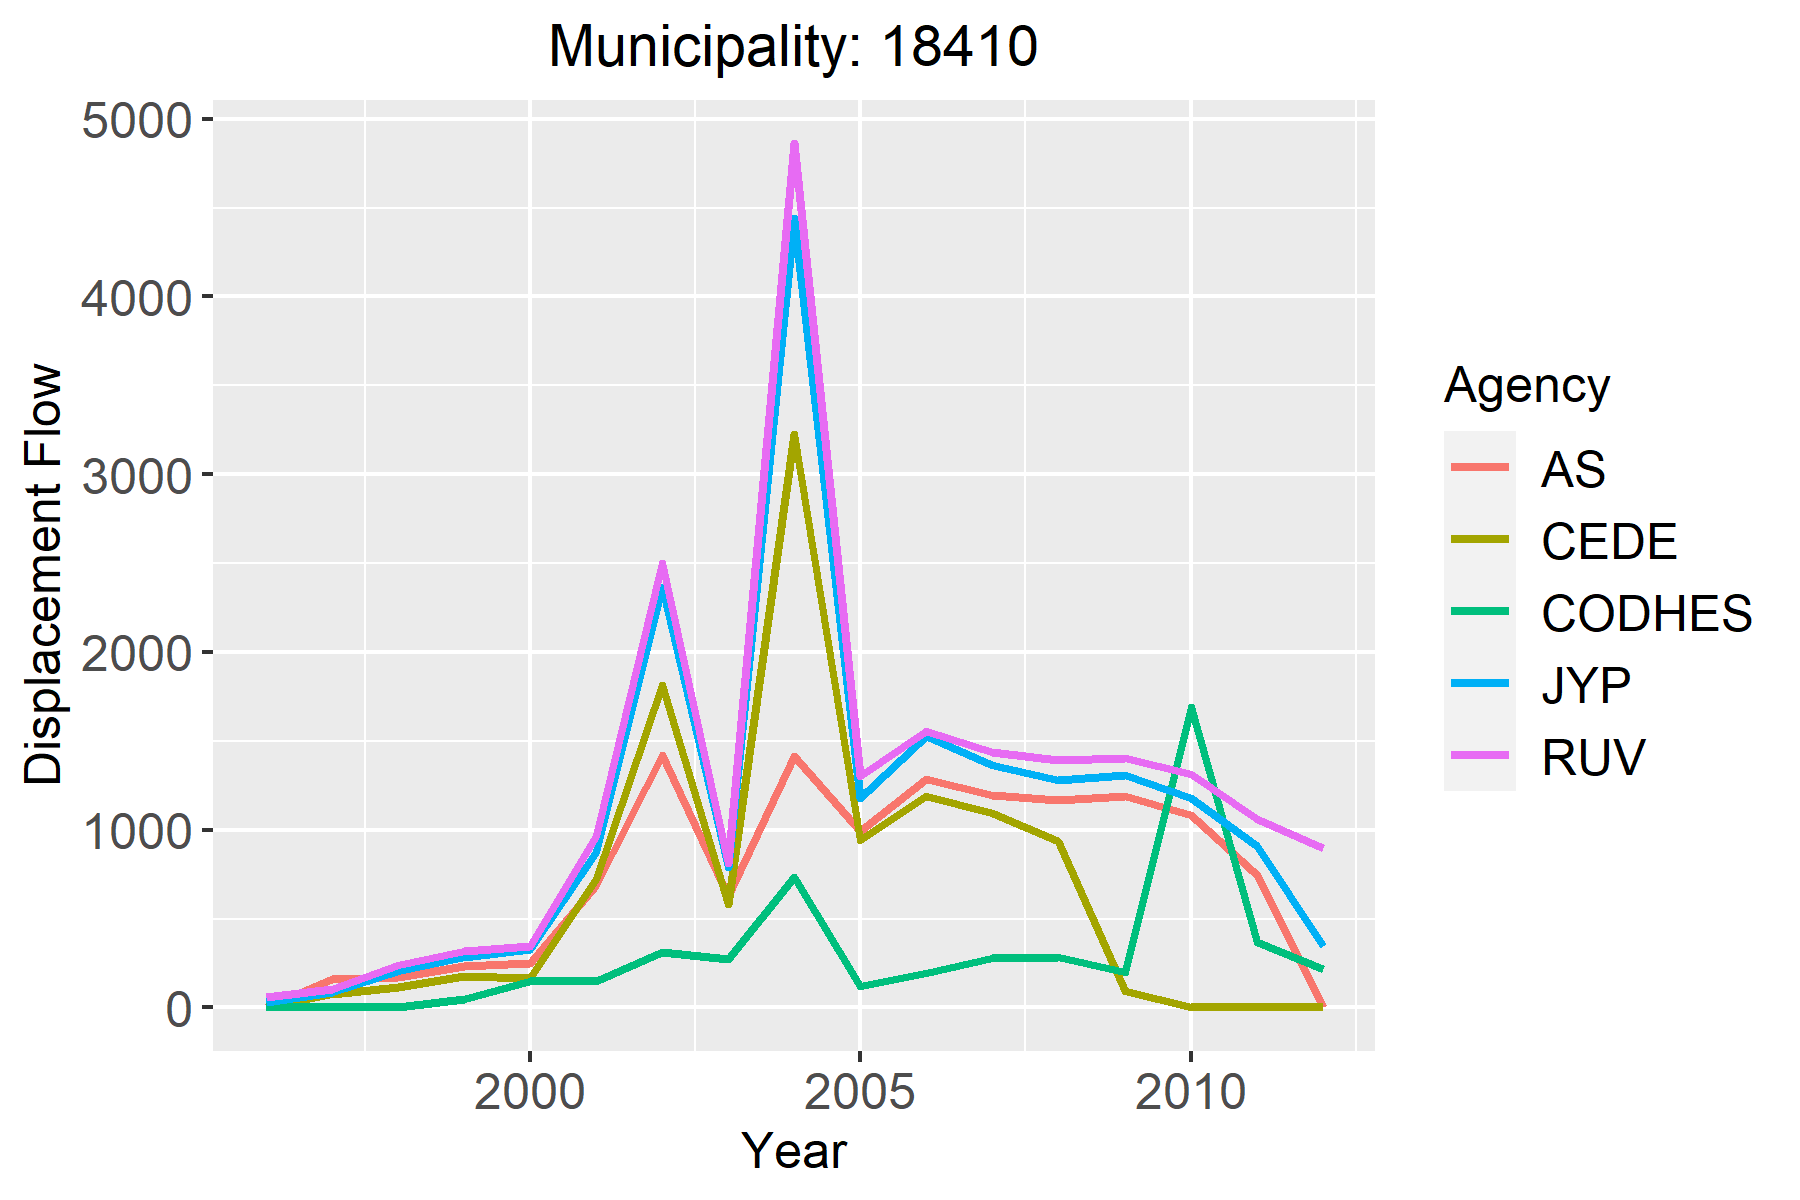 Municipality: 18410
5000
4000
3000
2000
1000
0
Displacement Flow
2000 2005 2010
Year
Agency
AS
CEDE
CODHES
JYP
RUV